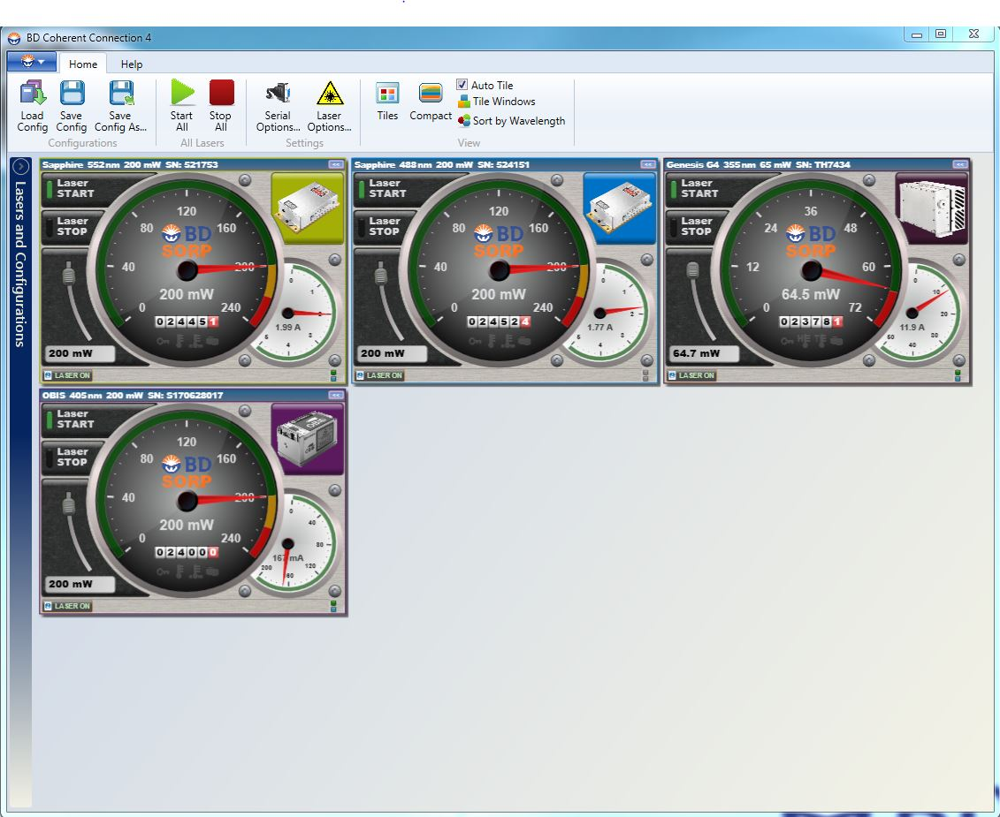 BD Coherent Connection 4
Home Help
Load Config
Save Config
Save Config As...
Configurations
Start All
Stop All
All Lasers
Serial Options...
Laser Options...
Settings
Tiles
Compact
Auto Tile
Tile Windows
Sort by Wavelength
View
Lasers and Configurations
Sapphire 552nm 200 mW SN: 521753
<<
Laser START
Laser STOP
0 40 80 120 160 200 240
BD
SORP
200 mW
024451
0 1 2 3 4 5
1.99 A
200 mW
LASER ON
Sapphire 488nm 200 mW SN: 524151
<<
Laser START
Laser STOP
0 40 80 120 160 200 240
BD
SORP
200 mW
024524
0 1 2 3 4 5
1.77 A
200 mW
LASER ON
Genesis G4 355nm 65 mW SN: TH7434
<<
Laser START
Laser STOP
0 12 24 36 48 60 72
BD
SORP
64.5 mW
023781
0 10 20 30 40 50
11.9 A
64.7 mW
LASER ON
OBIS 405nm 200 mW SN: S170628017
<<
Laser START
Laser STOP
0 40 80 120 160 200 240
BD
SORP
200 mW
024000
0 40 80 120 60 200
167 mA
200 mW
LASER ON